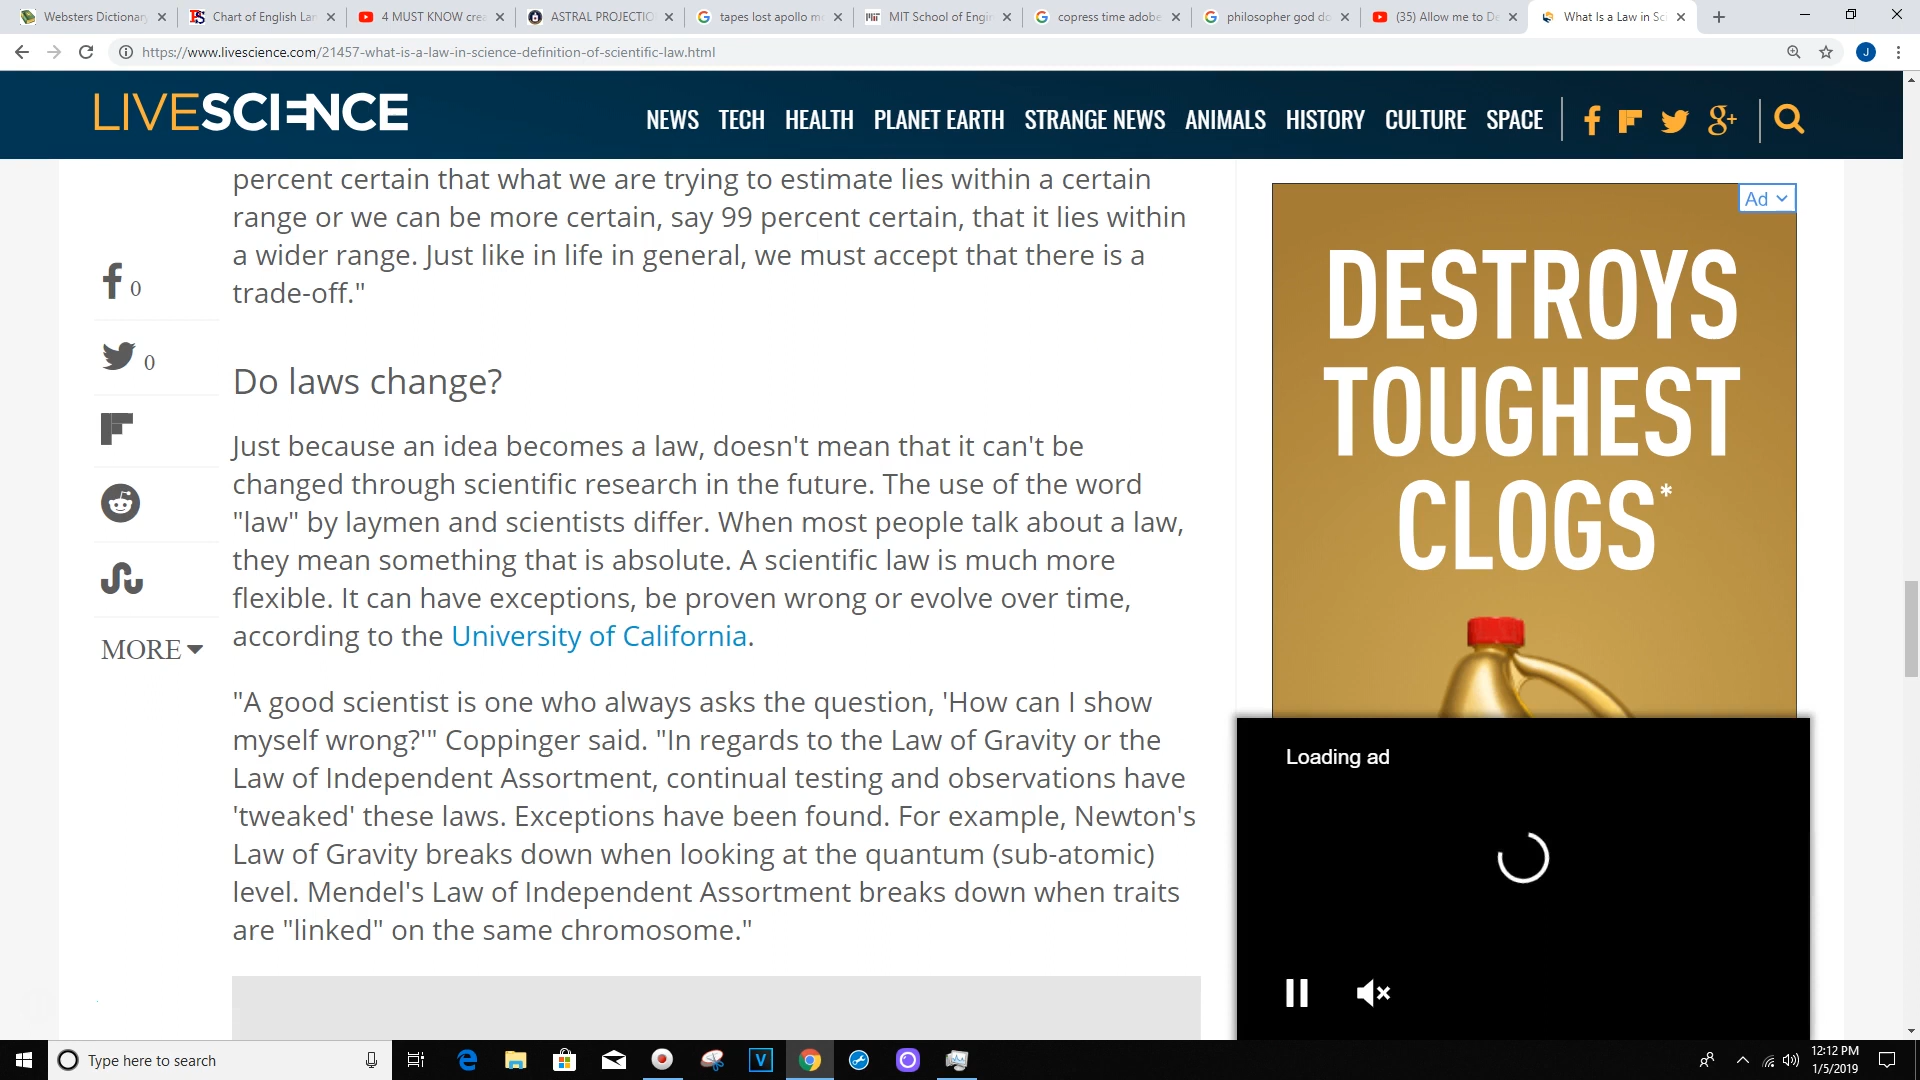 Websters Dictionary
Chart of English Lan
4 MUST KNOW crea
ASTRAL PROJECTIO
tapes lost apollo m
MIT School of Engi
copress time adobe
philosopher god do
(35) Allow me to De
What Is a Law in Sc
https://www.livescience.com/21457-what-is-a-law-in-science-definition-of-scientific-law.html
J
LIVESCIENCE
NEWS TECH HEALTH PLANET EARTH STRANGE NEWS ANIMALS HISTORY CULTURE SPACE
percent certain that what we are trying to estimate lies within a certain
range or we can be more certain, say 99 percent certain, that it lies within
a wider range. Just like in life in general, we must accept that there is a
trade-off."
0
0
MORE
Do laws change?
Just because an idea becomes a law, doesn't mean that it can't be
changed through scientific research in the future. The use of the word
"law" by laymen and scientists differ. When most people talk about a law,
they mean something that is absolute. A scientific law is much more
flexible. It can have exceptions, be proven wrong or evolve over time,
according to the University of California.
"A good scientist is one who always asks the question, 'How can I show
myself wrong?'" Coppinger said. "In regards to the Law of Gravity or the
Law of Independent Assortment, continual testing and observations have
'tweaked' these laws. Exceptions have been found. For example, Newton's
Law of Gravity breaks down when looking at the quantum (sub-atomic)
level. Mendel's Law of Independent Assortment breaks down when traits
are "linked" on the same chromosome."
Ad
DESTROYS
TOUGHEST
CLOGS*
Loading ad
Type here to search
12:12 PM
1/5/2019